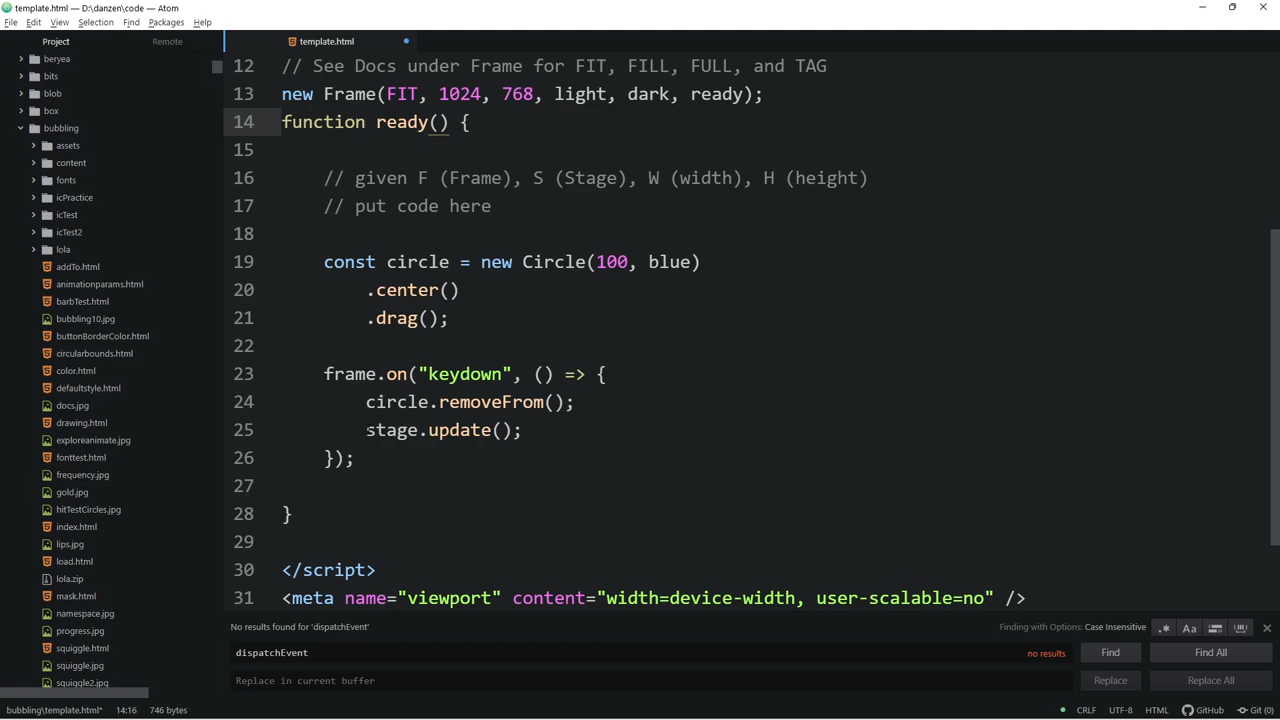 template.html — D:\danzen\code — Atom
File Edit View Selection Find Packages Help
Project Remote
template.html
beryea
bits
blob
box
bubbling
assets
content
fonts
icPractice
icTest
icTest2
lola
addTo.html
animationparams.html
barbTest.html
bubbling10.jpg
buttonBorderColor.html
circularbounds.html
color.html
defaultstyle.html
docs.jpg
drawing.html
exploreanimate.jpg
fonttest.html
frequency.jpg
gold.jpg
hitTestCircles.jpg
index.html
lips.jpg
load.html
lola.zip
mask.html
namespace.jpg
progress.jpg
squiggle.html
squiggle.jpg
squiggle2.jpg
12 // See Docs under Frame for FIT, FILL, FULL, and TAG
13 new Frame(FIT, 1024, 768, light, dark, ready);
14 function ready() {
15
16 // given F (Frame), S (Stage), W (width), H (height)
17 // put code here
18
19 const circle = new Circle(100, blue)
20 .center()
21 .drag();
22
23 frame.on("keydown", () => {
24 circle.removeFrom();
25 stage.update();
26 });
27
28 }
29
30 </script>
31 <meta name="viewport" content="width=device-width, user-scalable=no" />
No results found for 'dispatchEvent' Finding with Options: Case Insensitive .* Aa
dispatchEvent no results Find Find All
Replace in current buffer Replace Replace All
bubbling\template.html* 14:16 746 bytes CRLF UTF-8 HTML GitHub Git (0)